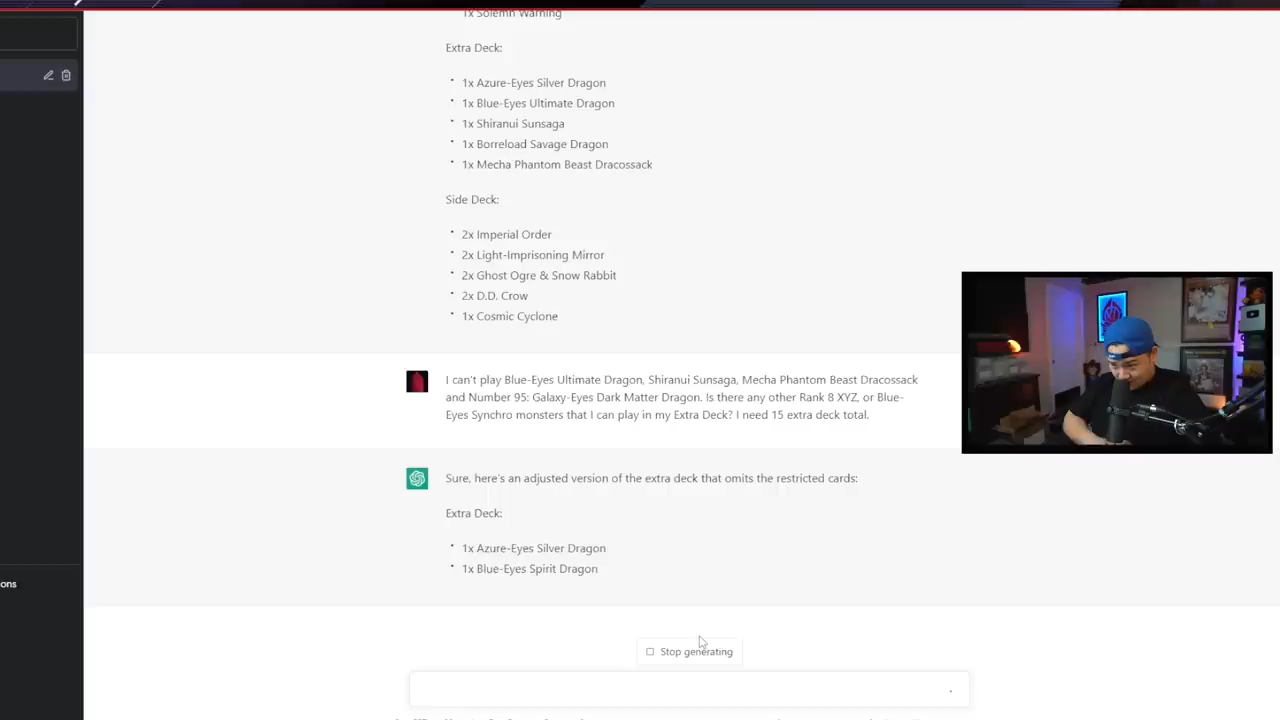 1x Solemn Warning
Extra Deck:
1x Azure-Eyes Silver Dragon
1x Blue-Eyes Ultimate Dragon
1x Shiranui Sunsaga
1x Borreload Savage Dragon
1x Mecha Phantom Beast Dracossack
Side Deck:
2x Imperial Order
2x Light-Imprisoning Mirror
2x Ghost Ogre & Snow Rabbit
2x D.D. Crow
1x Cosmic Cyclone
I can't play Blue-Eyes Ultimate Dragon, Shiranui Sunsaga, Mecha Phantom Beast Dracossack
and Number 95: Galaxy-Eyes Dark Matter Dragon. Is there any other Rank 8 XYZ, or Blue-
Eyes Synchro monsters that I can play in my Extra Deck? I need 15 extra deck total.
Sure, here's an adjusted version of the extra deck that omits the restricted cards:
Extra Deck:
1x Azure-Eyes Silver Dragon
1x Blue-Eyes Spirit Dragon
ons
Stop generating